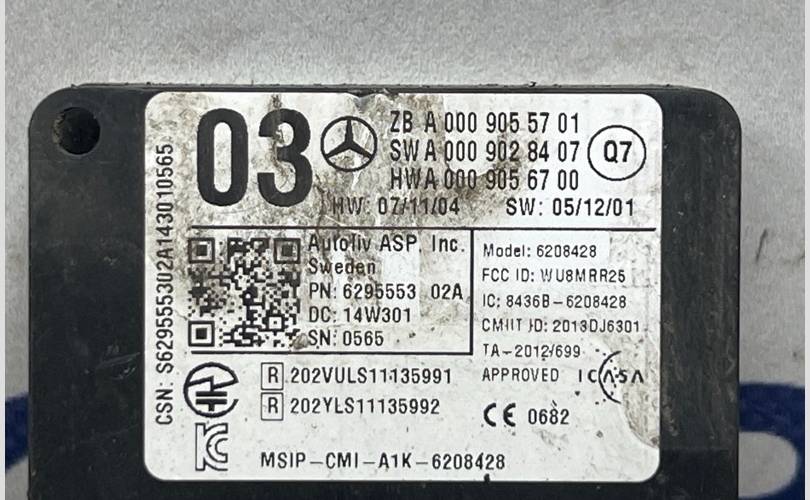 03
ZB A 000 905 57 01
SW A 000 902 84 07
HW A 000 905 67 00
Q7
HW: 07/11/04 SW: 05/12/01
CSN: S629555302A143010565
Autoliv ASP, Inc.
Sweden
PN: 6295553 02A
DC: 14W301
SN: 0565
Model: 6208428
FCC ID: WU8MRR25
IC: 8436B-6208428
CMIIT ID: 2013DJ6301
TA-2012/699
APPROVED ICASA
R 202VULS11135991
R 202YLS11135992
CE 0682
MSIP-CMI-A1K-6208428